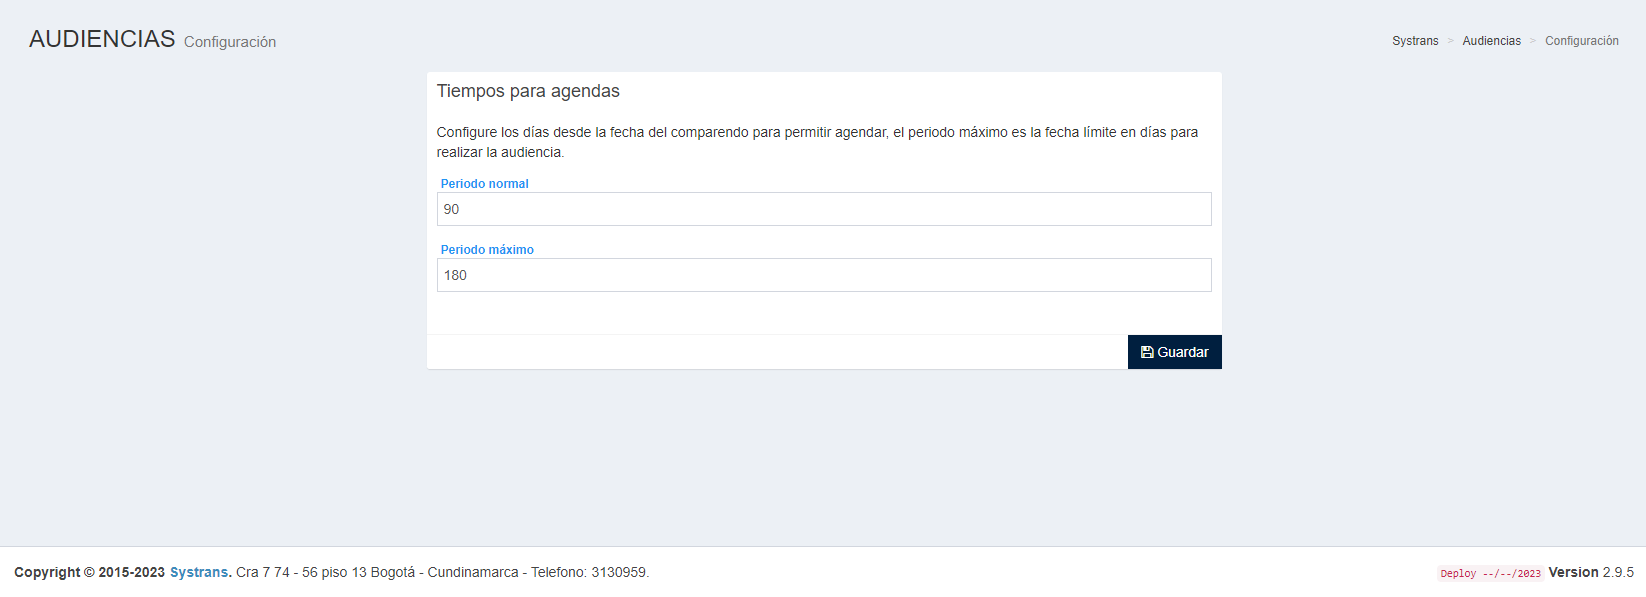 AUDIENCIAS Configuración
Systrans > Audiencias > Configuración
Tiempos para agendas
Configure los días desde la fecha del comparendo para permitir agendar, el periodo máximo es la fecha límite en días para
realizar la audiencia.
Periodo normal
90
Periodo máximo
180
Guardar
Copyright © 2015-2023 Systrans. Cra 7 74 - 56 piso 13 Bogotá - Cundinamarca - Telefono: 3130959.
Deploy --/--/2023 Version 2.9.5